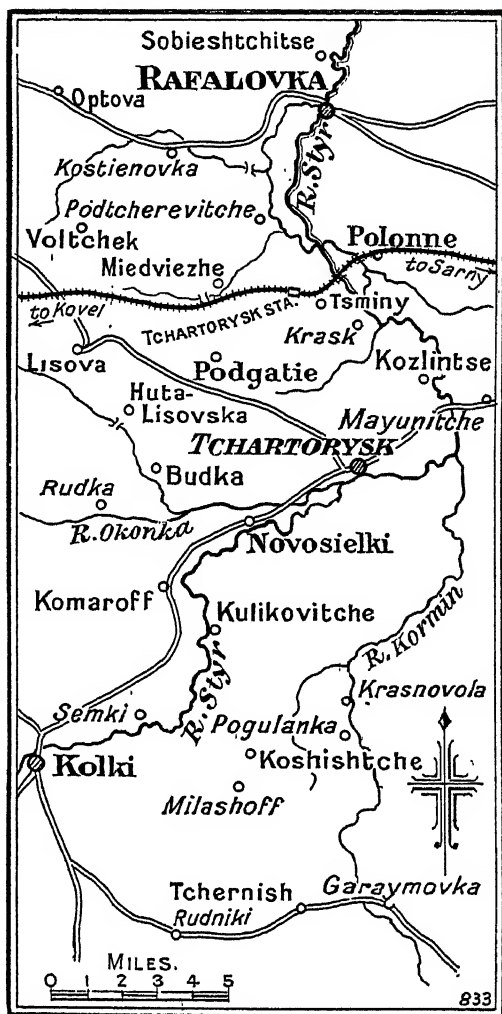 Sobieshtchitse
RAFALOVKA
Optova
R. Styr
Kostienovka
Podtcherevitche
Voltchek
Polonne
Miedviezhe
to Sarny
to Kovel
TCHARTORYSK STA.
Tsminy
Krask
Lisova
Podgatie
Kozlintse
Huta-
Lisovska
Mayunitche
TCHARTORYSK
Budka
Rudka
R. Okonka
Novosielki
Komaroff
Kulikovitche
R. Kormin
R. Styr
Krasnovola
Semki
Pogulanka
Kolki
Koshishtche
Milashoff
Tchernish
Garaymovka
Rudniki
MILES.
0 1 2 3 4 5
833